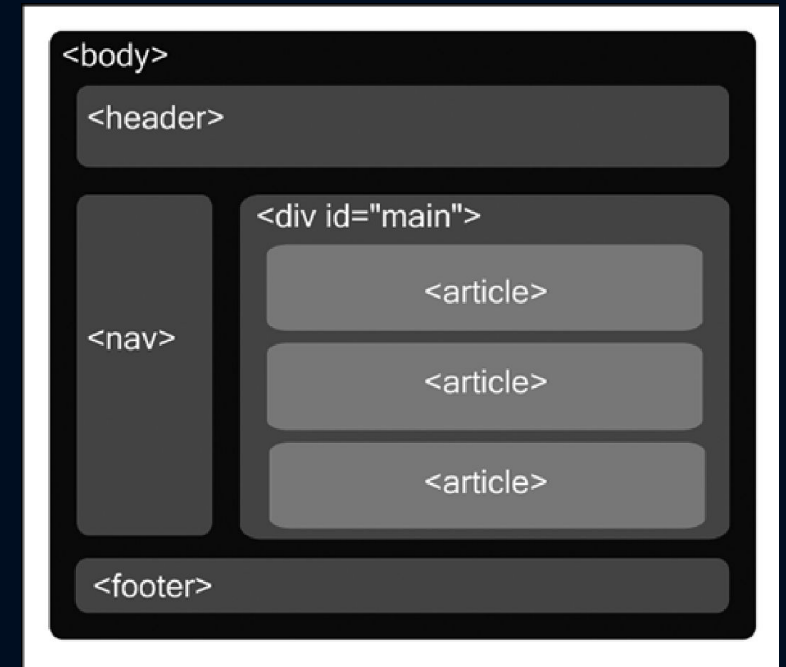 <body>
<header>
<div id="main">
<article>
<nav>
<article>
<article>
<footer>